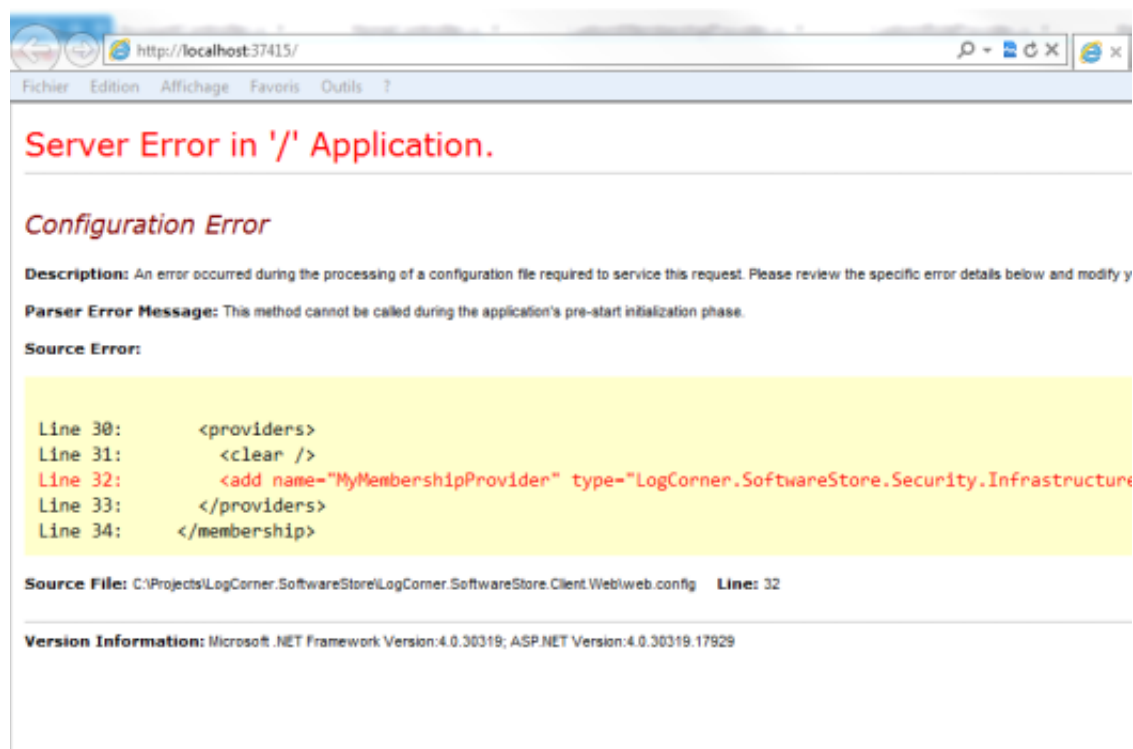 http://localhost:37415/
Fichier Edition Affichage Favoris Outils ?
Server Error in '/' Application.
Configuration Error
Description: An error occurred during the processing of a configuration file required to service this request. Please review the specific error details below and modify y
Parser Error Message: This method cannot be called during the application's pre-start initialization phase.
Source Error:
Line 30: <providers>
Line 31: <clear />
Line 32: <add name="MyMembershipProvider" type="LogCorner.SoftwareStore.Security.Infrastructure
Line 33: </providers>
Line 34: </membership>
Source File: C:\Projects\LogCorner.SoftwareStore\LogCorner.SoftwareStore.Client.Web\web.config Line: 32
Version Information: Microsoft .NET Framework Version:4.0.30319; ASP.NET Version:4.0.30319.17929